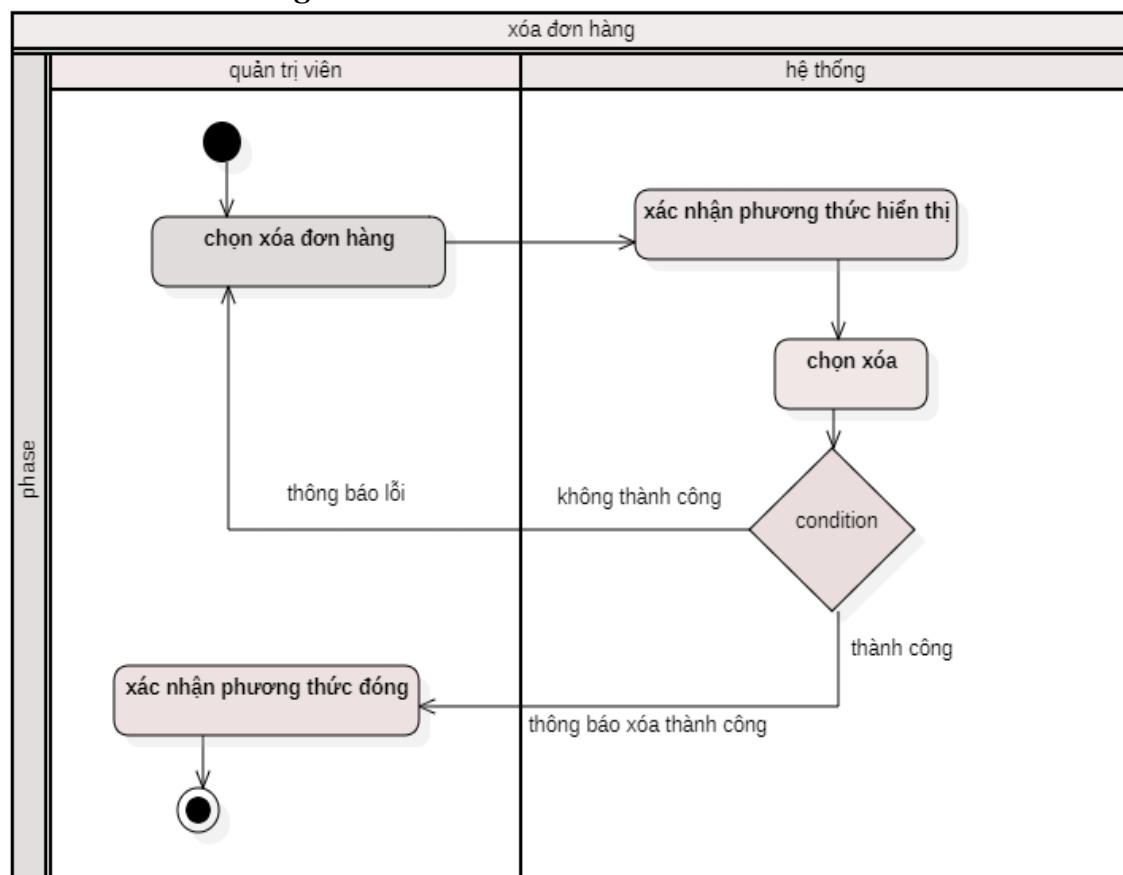 xóa đơn hàng
quản trị viên
hệ thống
phase
chọn xóa đơn hàng
xác nhận phương thức hiển thị
chọn xóa
condition
thông báo lỗi
không thành công
thành công
xác nhận phương thức đóng
thông báo xóa thành công